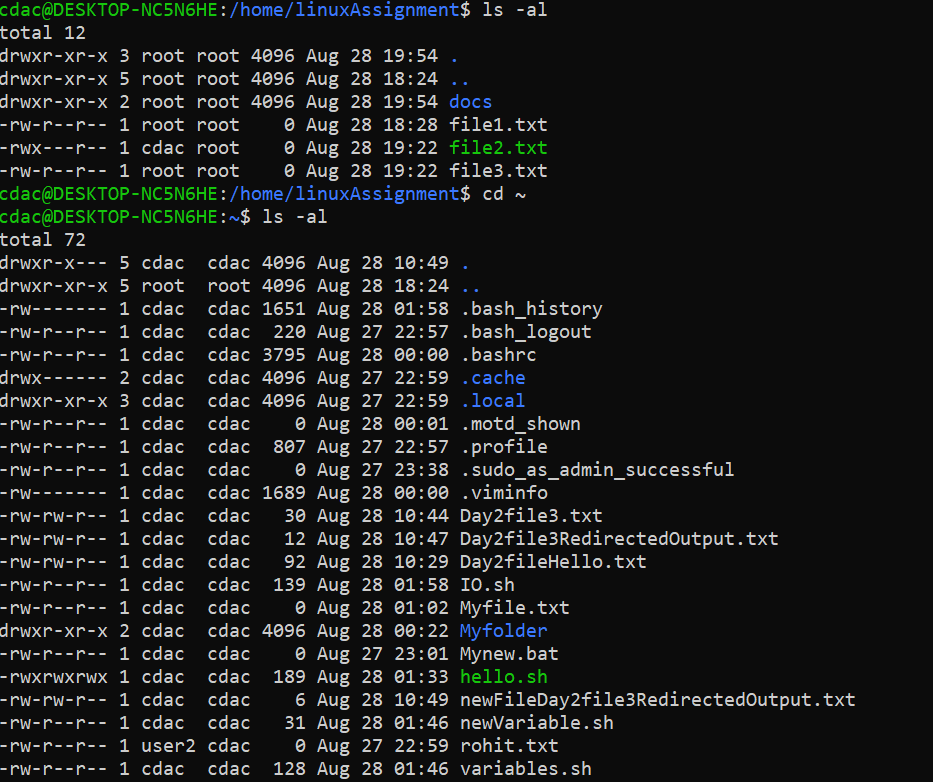 cdac@DESKTOP-NC5N6HE:/home/linuxAssignment$ ls -al
total 12
drwxr-xr-x 3 root root 4096 Aug 28 19:54 .
drwxr-xr-x 5 root root 4096 Aug 28 18:24 ..
drwxr-xr-x 2 root root 4096 Aug 28 19:54 docs
-rw-r--r-- 1 root root    0 Aug 28 18:28 file1.txt
-rwx---r-- 1 cdac root    0 Aug 28 19:22 file2.txt
-rw-r--r-- 1 root root    0 Aug 28 19:22 file3.txt
cdac@DESKTOP-NC5N6HE:/home/linuxAssignment$ cd ~
cdac@DESKTOP-NC5N6HE:~$ ls -al
total 72
drwxr-x--- 5 cdac  cdac 4096 Aug 28 10:49 .
drwxr-xr-x 5 root  root 4096 Aug 28 18:24 ..
-rw------- 1 cdac  cdac 1651 Aug 28 01:58 .bash_history
-rw-r--r-- 1 cdac  cdac  220 Aug 27 22:57 .bash_logout
-rw-r--r-- 1 cdac  cdac 3795 Aug 28 00:00 .bashrc
drwx------ 2 cdac  cdac 4096 Aug 27 22:59 .cache
drwxr-xr-x 3 cdac  cdac 4096 Aug 27 22:59 .local
-rw-r--r-- 1 cdac  cdac    0 Aug 28 00:01 .motd_shown
-rw-r--r-- 1 cdac  cdac  807 Aug 27 22:57 .profile
-rw-r--r-- 1 cdac  cdac    0 Aug 27 23:38 .sudo_as_admin_successful
-rw------- 1 cdac  cdac 1689 Aug 28 00:00 .viminfo
-rw-rw-r-- 1 cdac  cdac   30 Aug 28 10:44 Day2file3.txt
-rw-rw-r-- 1 cdac  cdac   12 Aug 28 10:47 Day2file3RedirectedOutput.txt
-rw-rw-r-- 1 cdac  cdac   92 Aug 28 10:29 Day2fileHello.txt
-rw-r--r-- 1 cdac  cdac  139 Aug 28 01:58 IO.sh
-rw-r--r-- 1 cdac  cdac    0 Aug 28 01:02 Myfile.txt
drwxr-xr-x 2 cdac  cdac 4096 Aug 28 00:22 Myfolder
-rw-r--r-- 1 cdac  cdac    0 Aug 27 23:01 Mynew.bat
-rwxrwxrwx 1 cdac  cdac  189 Aug 28 01:33 hello.sh
-rw-rw-r-- 1 cdac  cdac    6 Aug 28 10:49 newFileDay2file3RedirectedOutput.txt
-rw-r--r-- 1 cdac  cdac   31 Aug 28 01:46 newVariable.sh
-rw-r--r-- 1 user2 cdac    0 Aug 27 22:59 rohit.txt
-rw-r--r-- 1 cdac  cdac  128 Aug 28 01:46 variables.sh